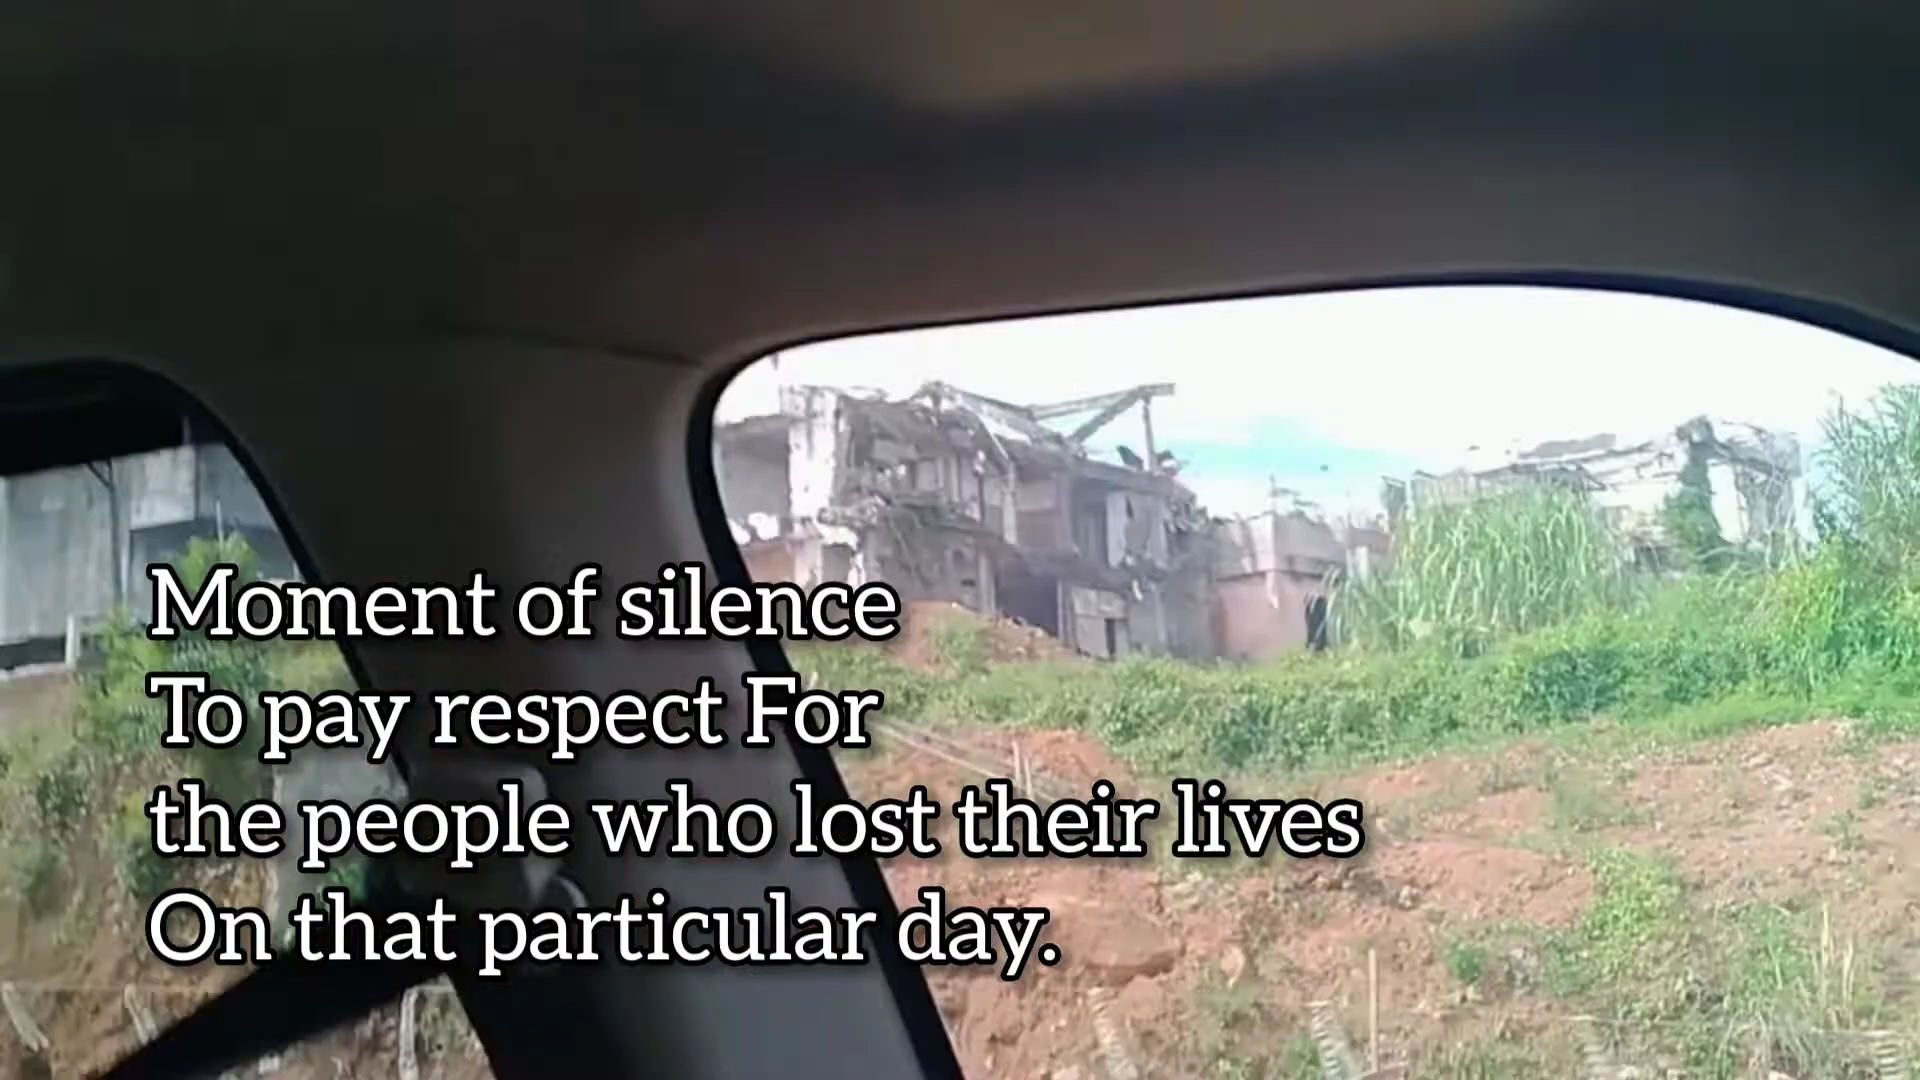 Moment of silence
To pay respect For
the people who lost their lives
On that particular day.